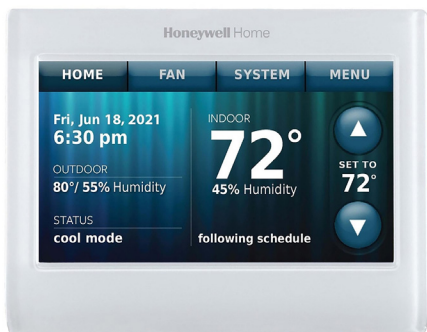 Honeywell Home
HOME FAN SYSTEM MENU
Fri, Jun 18, 2021
6:30 pm
OUTDOOR
80°/ 55% Humidity
STATUS
cool mode
INDOOR
72°
45% Humidity
following schedule
SET TO
72°